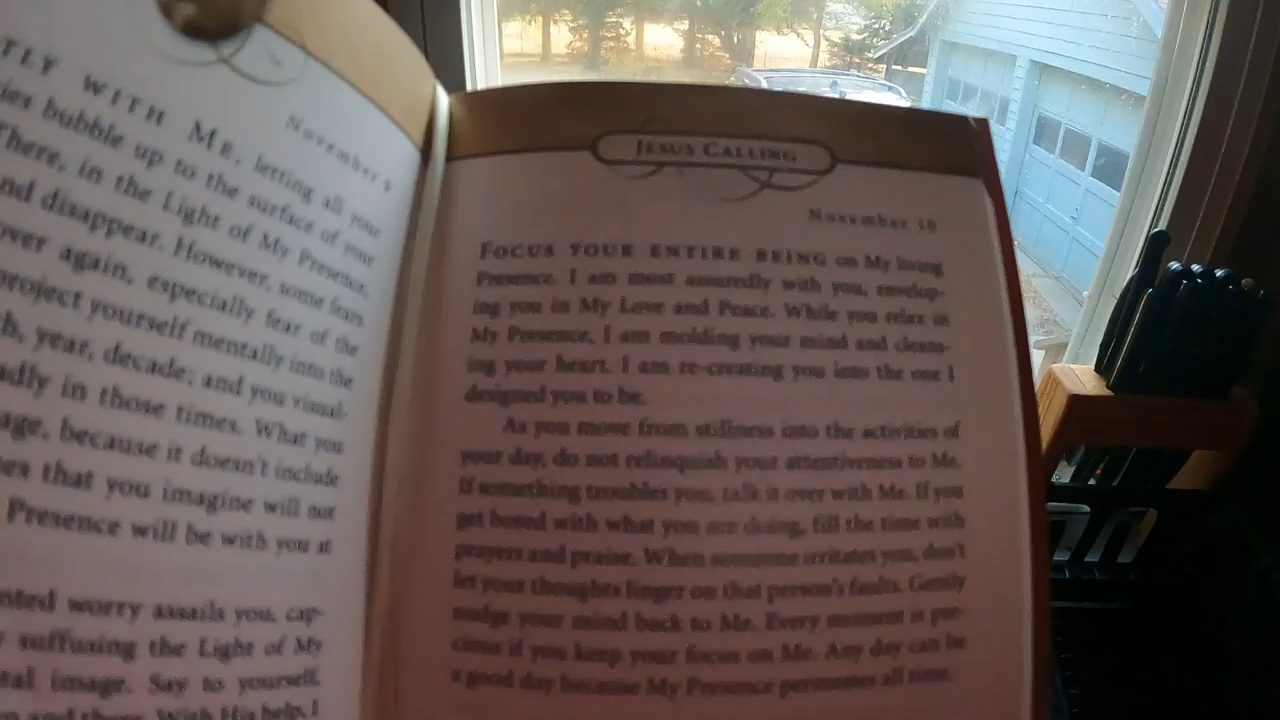 TLY WITH ME, letting all your
ies bubble up to the surface of your
There, in the Light of My Presence,
nd disappear. However, some fears
over again, especially fear of the
project yourself mentally into the
h, year, decade; and you visual-
adly in those times. What you
age, because it doesn't include
es that you imagine will not
Presence will be with you at
nted worry assails you, cap-
suffusing the Light of My
tal image. Say to yourself,
and there. With His help, I
November 9
JESUS CALLING
November 10
FOCUS YOUR ENTIRE BEING on My living
Presence. I am most assuredly with you, envelop-
ing you in My Love and Peace. While you relax in
My Presence, I am molding your mind and cleans-
ing your heart. I am re-creating you into the one I
designed you to be.
As you move from stillness into the activities of
your day, do not relinquish your attentiveness to Me.
If something troubles you, talk it over with Me. If you
get bored with what you are doing, fill the time with
prayers and praise. When someone irritates you, don't
let your thoughts linger on that person's faults. Gently
nudge your mind back to Me. Every moment is pre-
cious if you keep your focus on Me. Any day can be
a good day because My Presence permeates all time.